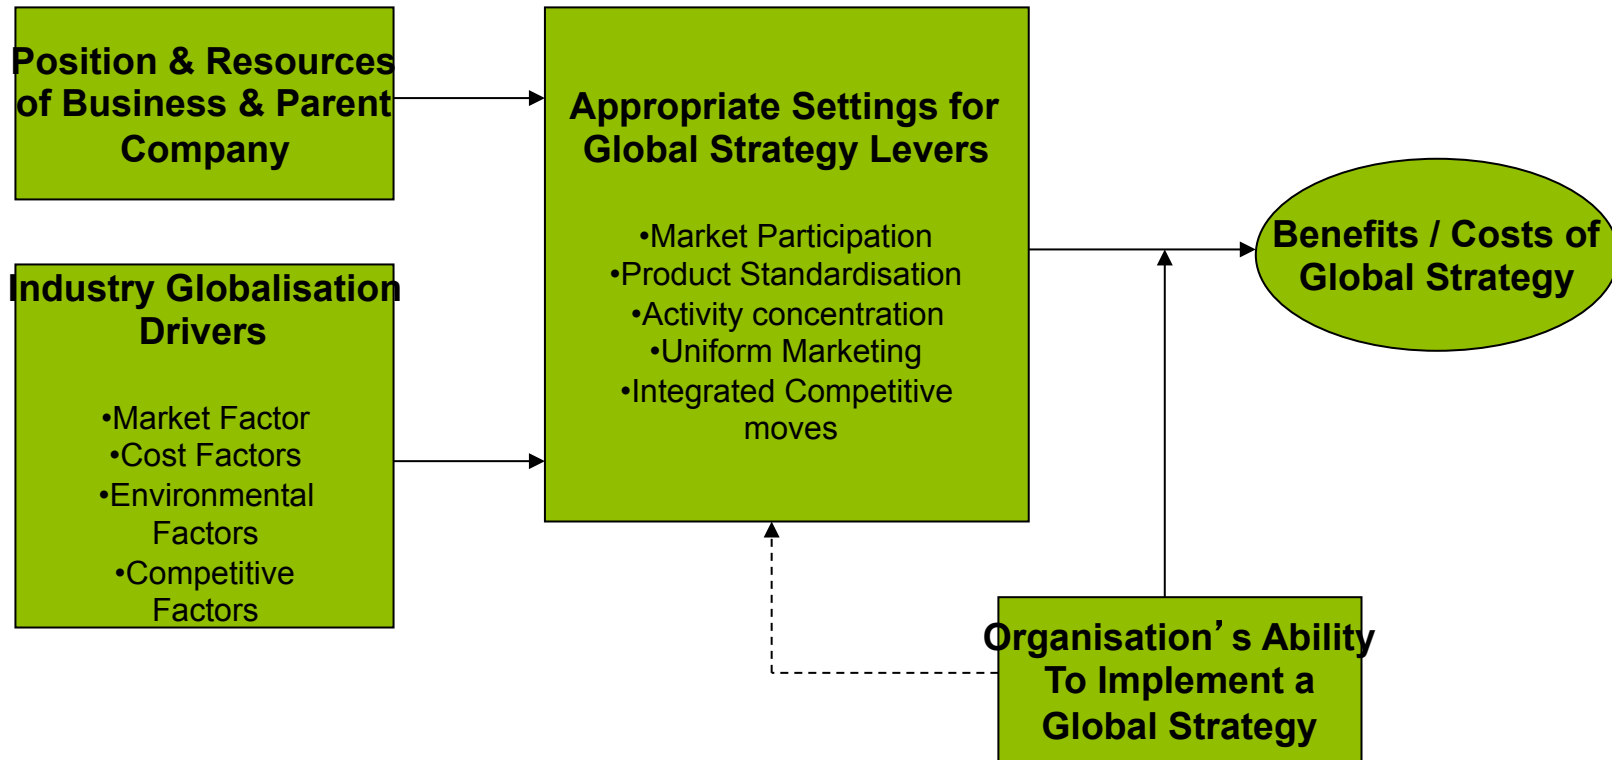 Position & Resources
of Business & Parent
Company
Industry Globalisation
Drivers
•Market Factor
•Cost Factors
•Environmental
Factors
•Competitive
Factors
Appropriate Settings for
Global Strategy Levers
•Market Participation
•Product Standardisation
•Activity concentration
•Uniform Marketing
•Integrated Competitive
moves
Benefits / Costs of
Global Strategy
Organisation’s Ability
To Implement a
Global Strategy